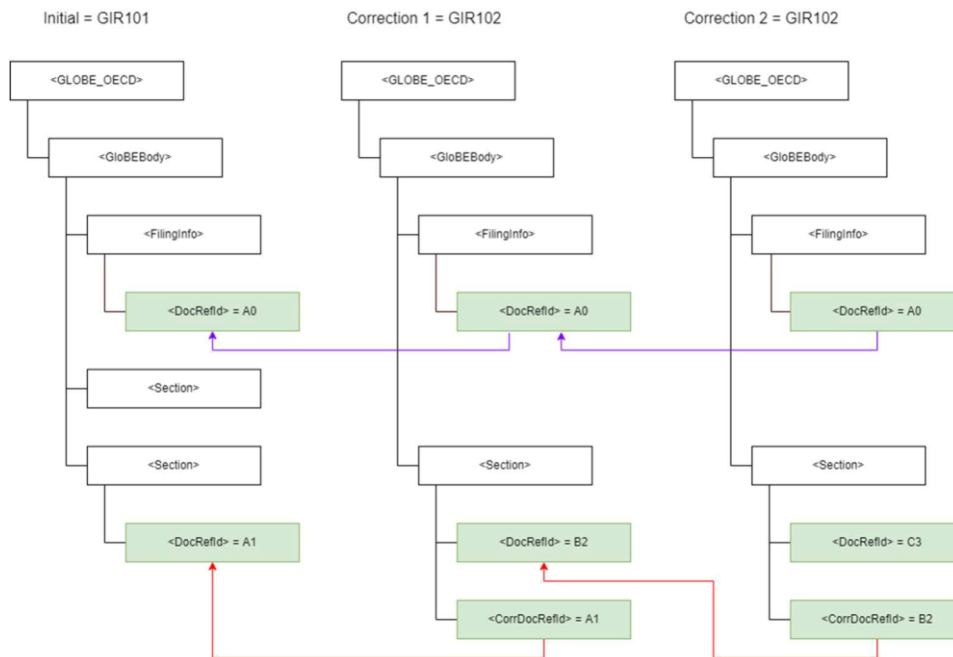 Initial = GIR101
Correction 1 = GIR102
Correction 2 = GIR102
<GLOBE_OECD>
<GLOBE_OECD>
<GLOBE_OECD>
<GloBEBody>
<GloBEBody>
<GloBEBody>
<FilingInfo>
<FilingInfo>
<FilingInfo>
<DocRefId> = A0
<DocRefId> = A0
<DocRefId> = A0
<Section>
<Section>
<Section>
<Section>
<DocRefId> = A1
<DocRefId> = B2
<DocRefId> = C3
<CorrDocRefId> = A1
<CorrDocRefId> = B2